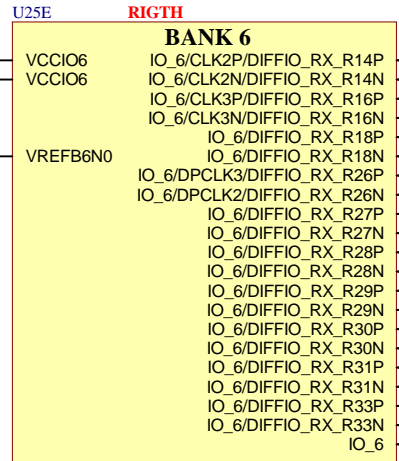 U25E RIGTH
BANK 6
VCCIO6 IO_6/CLK2P/DIFFIO_RX_R14P
VCCIO6 IO_6/CLK2N/DIFFIO_RX_R14N
IO_6/CLK3P/DIFFIO_RX_R16P
IO_6/CLK3N/DIFFIO_RX_R16N
IO_6/DIFFIO_RX_R18P
VREFB6N0 IO_6/DIFFIO_RX_R18N
IO_6/DPCLK3/DIFFIO_RX_R26P
IO_6/DPCLK2/DIFFIO_RX_R26N
IO_6/DIFFIO_RX_R27P
IO_6/DIFFIO_RX_R27N
IO_6/DIFFIO_RX_R28P
IO_6/DIFFIO_RX_R28N
IO_6/DIFFIO_RX_R29P
IO_6/DIFFIO_RX_R29N
IO_6/DIFFIO_RX_R30P
IO_6/DIFFIO_RX_R30N
IO_6/DIFFIO_RX_R31P
IO_6/DIFFIO_RX_R31N
IO_6/DIFFIO_RX_R33P
IO_6/DIFFIO_RX_R33N
IO_6